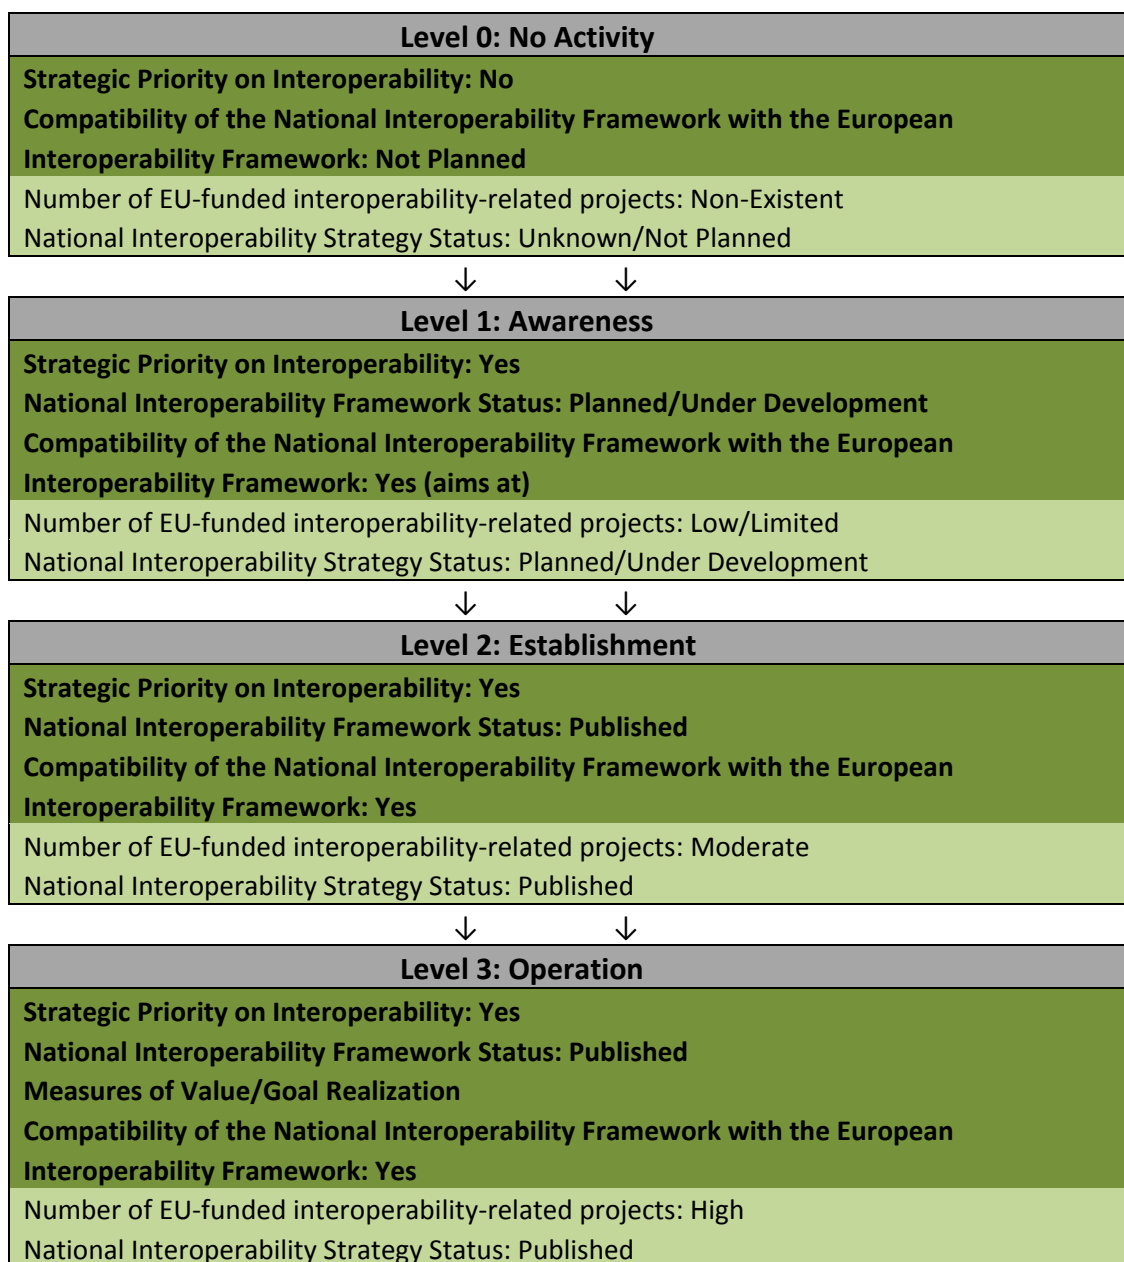 Level 0: No Activity
Strategic Priority on Interoperability: No
Compatibility of the National Interoperability Framework with the European
Interoperability Framework: Not Planned
Number of EU-funded interoperability-related projects: Non-Existent
National Interoperability Strategy Status: Unknown/Not Planned
↓ ↓
Level 1: Awareness
Strategic Priority on Interoperability: Yes
National Interoperability Framework Status: Planned/Under Development
Compatibility of the National Interoperability Framework with the European
Interoperability Framework: Yes (aims at)
Number of EU-funded interoperability-related projects: Low/Limited
National Interoperability Strategy Status: Planned/Under Development
↓ ↓
Level 2: Establishment
Strategic Priority on Interoperability: Yes
National Interoperability Framework Status: Published
Compatibility of the National Interoperability Framework with the European
Interoperability Framework: Yes
Number of EU-funded interoperability-related projects: Moderate
National Interoperability Strategy Status: Published
↓ ↓
Level 3: Operation
Strategic Priority on Interoperability: Yes
National Interoperability Framework Status: Published
Measures of Value/Goal Realization
Compatibility of the National Interoperability Framework with the European
Interoperability Framework: Yes
Number of EU-funded interoperability-related projects: High
National Interoperability Strategy Status: Published